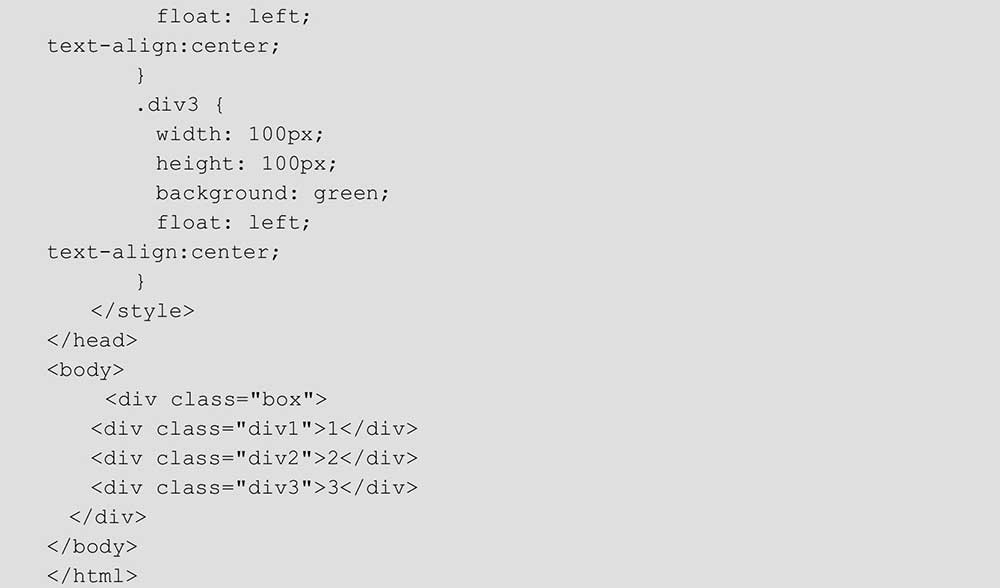 float: left;
text-align:center;
}
.div3 {
width: 100px;
height: 100px;
background: green;
float: left;
text-align:center;
}
</style>
</head>
<body>
<div class="box">
<div class="div1">1</div>
<div class="div2">2</div>
<div class="div3">3</div>
</div>
</body>
</html>